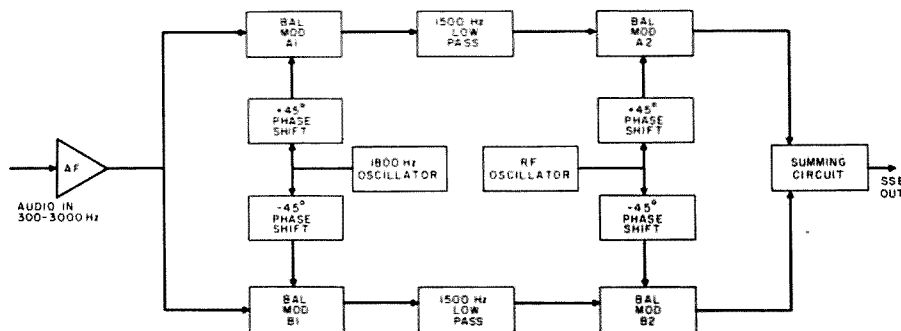 BAL
MOD
A1
1500 Hz
LOW
PASS
BAL
MOD
A2
+45°
PHASE
SHIFT
+45°
PHASE
SHIFT
AF
1800 Hz
OSCILLATOR
RF
OSCILLATOR
SUMMING
CIRCUIT
SSB
OUT
AUDIO IN
300-3000 Hz
-45°
PHASE
SHIFT
-45°
PHASE
SHIFT
BAL
MOD
B1
1500 Hz
LOW
PASS
BAL
MOD
B2